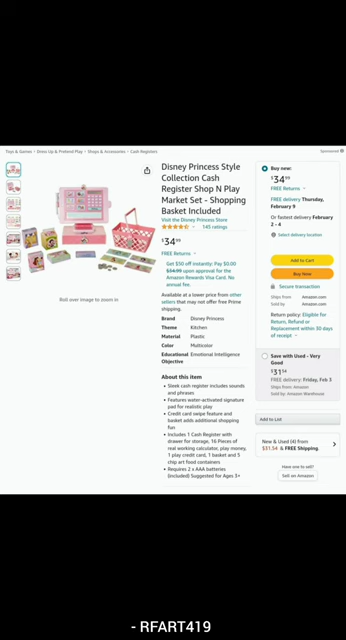 Toys & Games › Dress Up & Pretend Play › Shops & Accessories › Cash Registers
Sponsored
Disney Princess Style
Collection Cash
Register Shop N Play
Market Set - Shopping
Basket Included
Visit the Disney Princess Store
145 ratings
$34.99
FREE Returns
Get $50 off instantly: Pay $0.00
$34.99 upon approval for the
Amazon Rewards Visa Card. No
annual fee.
Available at a lower price from other
sellers that may not offer free Prime
shipping.
Brand Disney Princess
Theme Kitchen
Material Plastic
Color Multicolor
Educational Emotional Intelligence
Objective
About this item
• Sleek cash register includes sounds
and phrases
• Features water-activated signature
pad for realistic play
• Credit card swipe feature and
basket adds additional shopping
fun
• Includes 1 Cash Register with
drawer for storage, 16 Pieces of
real working calculator, play money,
1 play credit card, 1 basket and 5
chip art food containers
• Requires 2 x AAA batteries
(included) Suggested for Ages 3+
Roll over image to zoom in
Buy new:
$34.99
FREE Returns
FREE delivery Thursday,
February 9
Or fastest delivery February
2 - 4
Select delivery location
Add to Cart
Buy Now
Secure transaction
Ships from Amazon.com
Sold by Amazon.com
Return policy: Eligible for
Return, Refund or
Replacement within 30 days
of receipt
Save with Used - Very
Good
$31.54
FREE delivery: Friday, Feb 3
Ships from: Amazon
Sold by: Amazon Warehouse
Add to List
New & Used (4) from
$31.54 & FREE Shipping.
Have one to sell?
Sell on Amazon
- RFART419